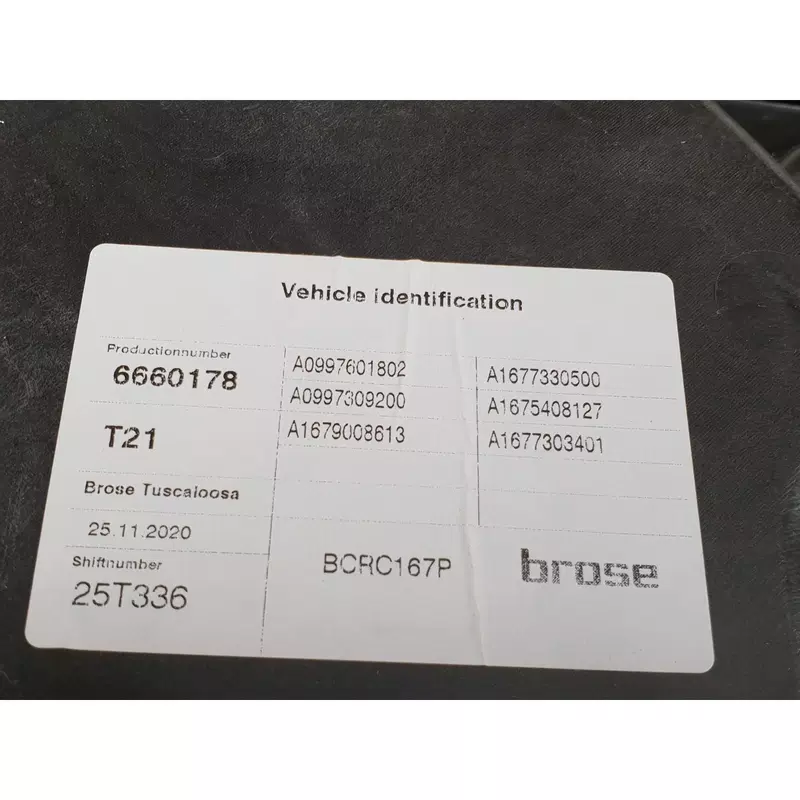 Vehicle identification
Productionnumber
6660178
T21
Brose Tuscaloosa
25.11.2020
Shiftnumber
25T336
A0997601802
A0997309200
A1679008613
A1677330500
A1675408127
A1677303401
BCRC167P
brose